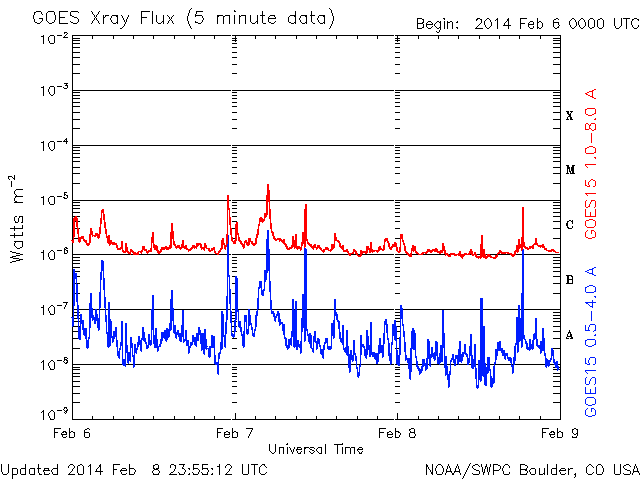 GOES Xray Flux (5 minute data)
Begin: 2014 Feb 6 0000 UTC
10⁻²
10⁻³
10⁻⁴
10⁻⁵
10⁻⁶
10⁻⁷
10⁻⁸
10⁻⁹
Watts m⁻²
X
M
C
B
A
GOES15 1.0–8.0 A
GOES15 0.5–4.0 A
Feb 6
Feb 7
Feb 8
Feb 9
Universal Time
Updated 2014 Feb 8 23:55:12 UTC
NOAA/SWPC Boulder, CO USA